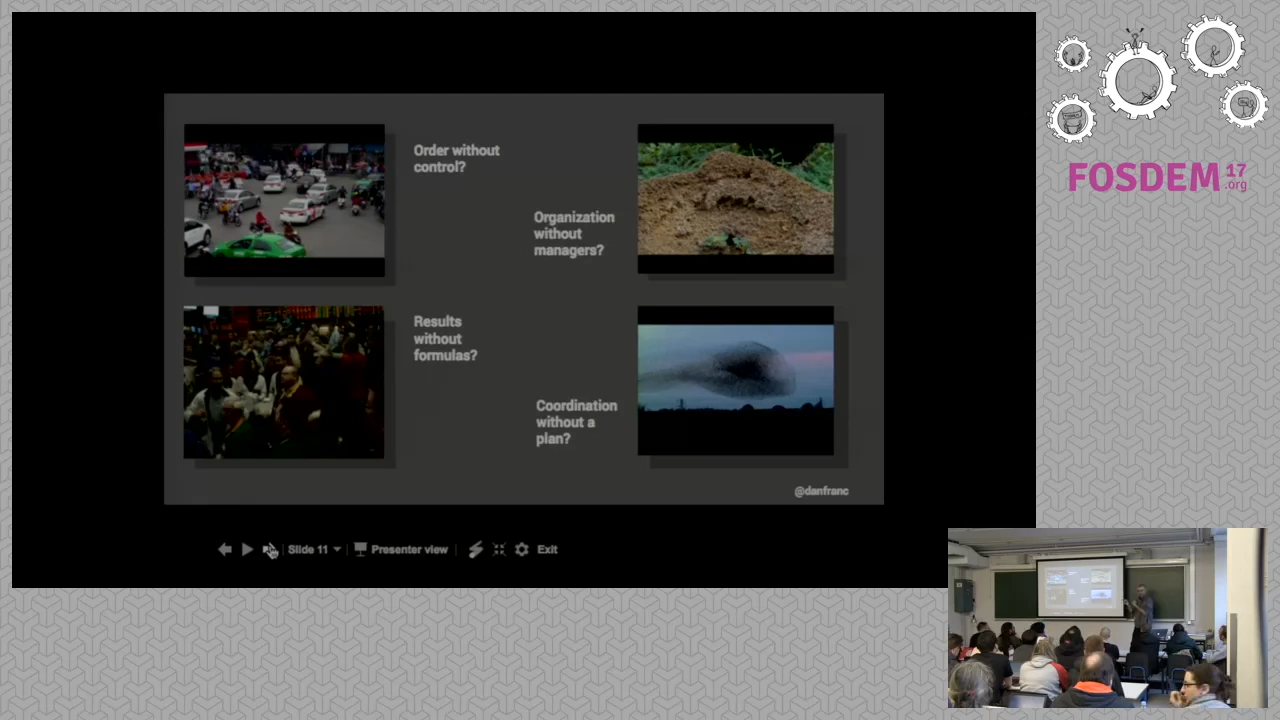 Order without
control?
Organization
without
managers?
Results
without
formulas?
Coordination
without a
plan?
@danfranc
Slide 11
Presenter view
Exit
FOSDEM 17
.org